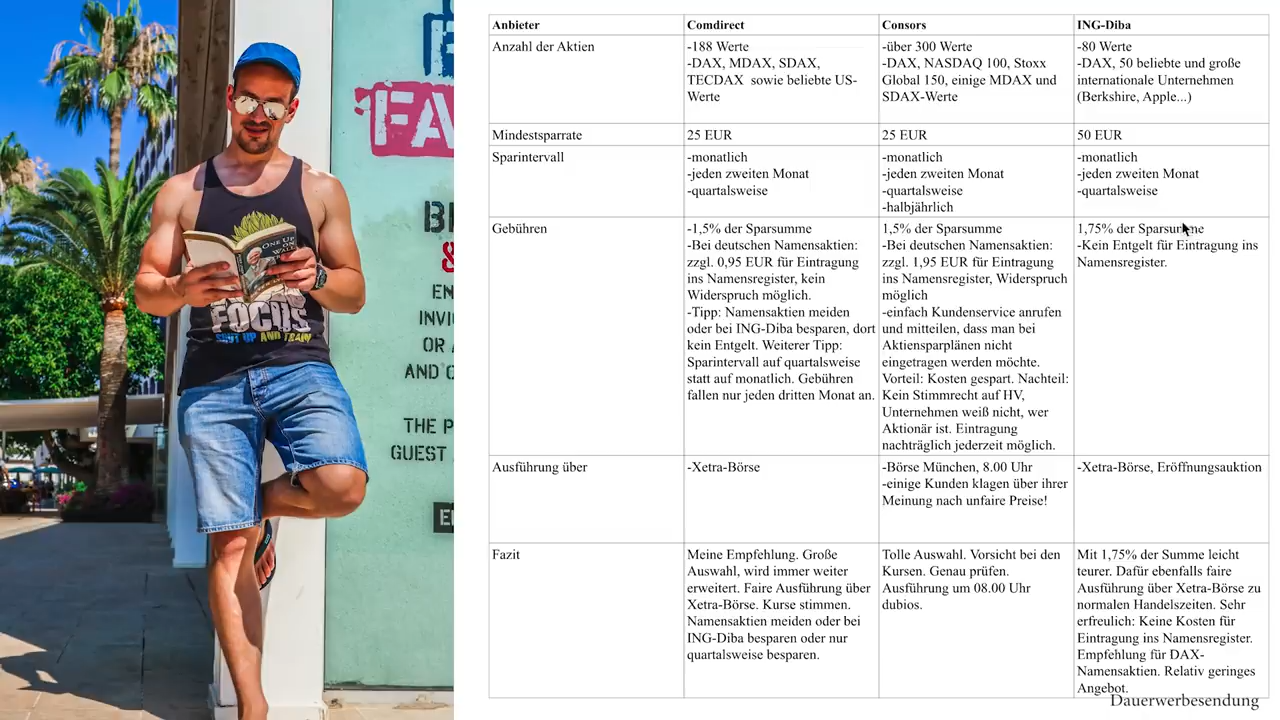 FA
ONE UP
ON
WALL
FOCUS
SHUT UP AND TRAIN
EN
INVI
OR A
AND C
THE P
GUEST
Anbieter
Comdirect
Consors
ING-Diba
Anzahl der Aktien
-188 Werte
-DAX, MDAX, SDAX,
TECDAX sowie beliebte US-
Werte
-über 300 Werte
-DAX, NASDAQ 100, Stoxx
Global 150, einige MDAX und
SDAX-Werte
-80 Werte
-DAX, 50 beliebte und große
internationale Unternehmen
(Berkshire, Apple...)
Mindestsparrate
25 EUR
25 EUR
50 EUR
Sparintervall
-monatlich
-jeden zweiten Monat
-quartalsweise
-monatlich
-jeden zweiten Monat
-quartalsweise
-halbjährlich
-monatlich
-jeden zweiten Monat
-quartalsweise
Gebühren
-1,5% der Sparsumme
-Bei deutschen Namensaktien:
zzgl. 0,95 EUR für Eintragung
ins Namensregister, kein
Widerspruch möglich.
-Tipp: Namensaktien meiden
oder bei ING-Diba besparen, dort
kein Entgelt. Weiterer Tipp:
Sparintervall auf quartalsweise
statt auf monatlich. Gebühren
fallen nur jeden dritten Monat an.
1,5% der Sparsumme
-Bei deutschen Namensaktien:
zzgl. 1,95 EUR für Eintragung
ins Namensregister, Widerspruch
möglich
-einfach Kundenservice anrufen
und mitteilen, dass man bei
Aktiensparplänen nicht
eingetragen werden möchte.
Vorteil: Kosten gespart. Nachteil:
Kein Stimmrecht auf HV,
Unternehmen weiß nicht, wer
Aktionär ist. Eintragung
nachträglich jederzeit möglich.
1,75% der Sparsumme
-Kein Entgelt für Eintragung ins
Namensregister.
Ausführung über
-Xetra-Börse
-Börse München, 8.00 Uhr
-einige Kunden klagen über ihrer
Meinung nach unfaire Preise!
-Xetra-Börse, Eröffnungsauktion
Fazit
Meine Empfehlung. Große
Auswahl, wird immer weiter
erweitert. Faire Ausführung über
Xetra-Börse. Kurse stimmen.
Namensaktien meiden oder bei
ING-Diba besparen oder nur
quartalsweise besparen.
Tolle Auswahl. Vorsicht bei den
Kursen. Genau prüfen.
Ausführung um 08.00 Uhr
dubios.
Mit 1,75% der Summe leicht
teurer. Dafür ebenfalls faire
Ausführung über Xetra-Börse zu
normalen Handelszeiten. Sehr
erfreulich: Keine Kosten für
Eintragung ins Namensregister.
Empfehlung für DAX-
Namensaktien. Relativ geringes
Angebot.
Dauerwerbesendung